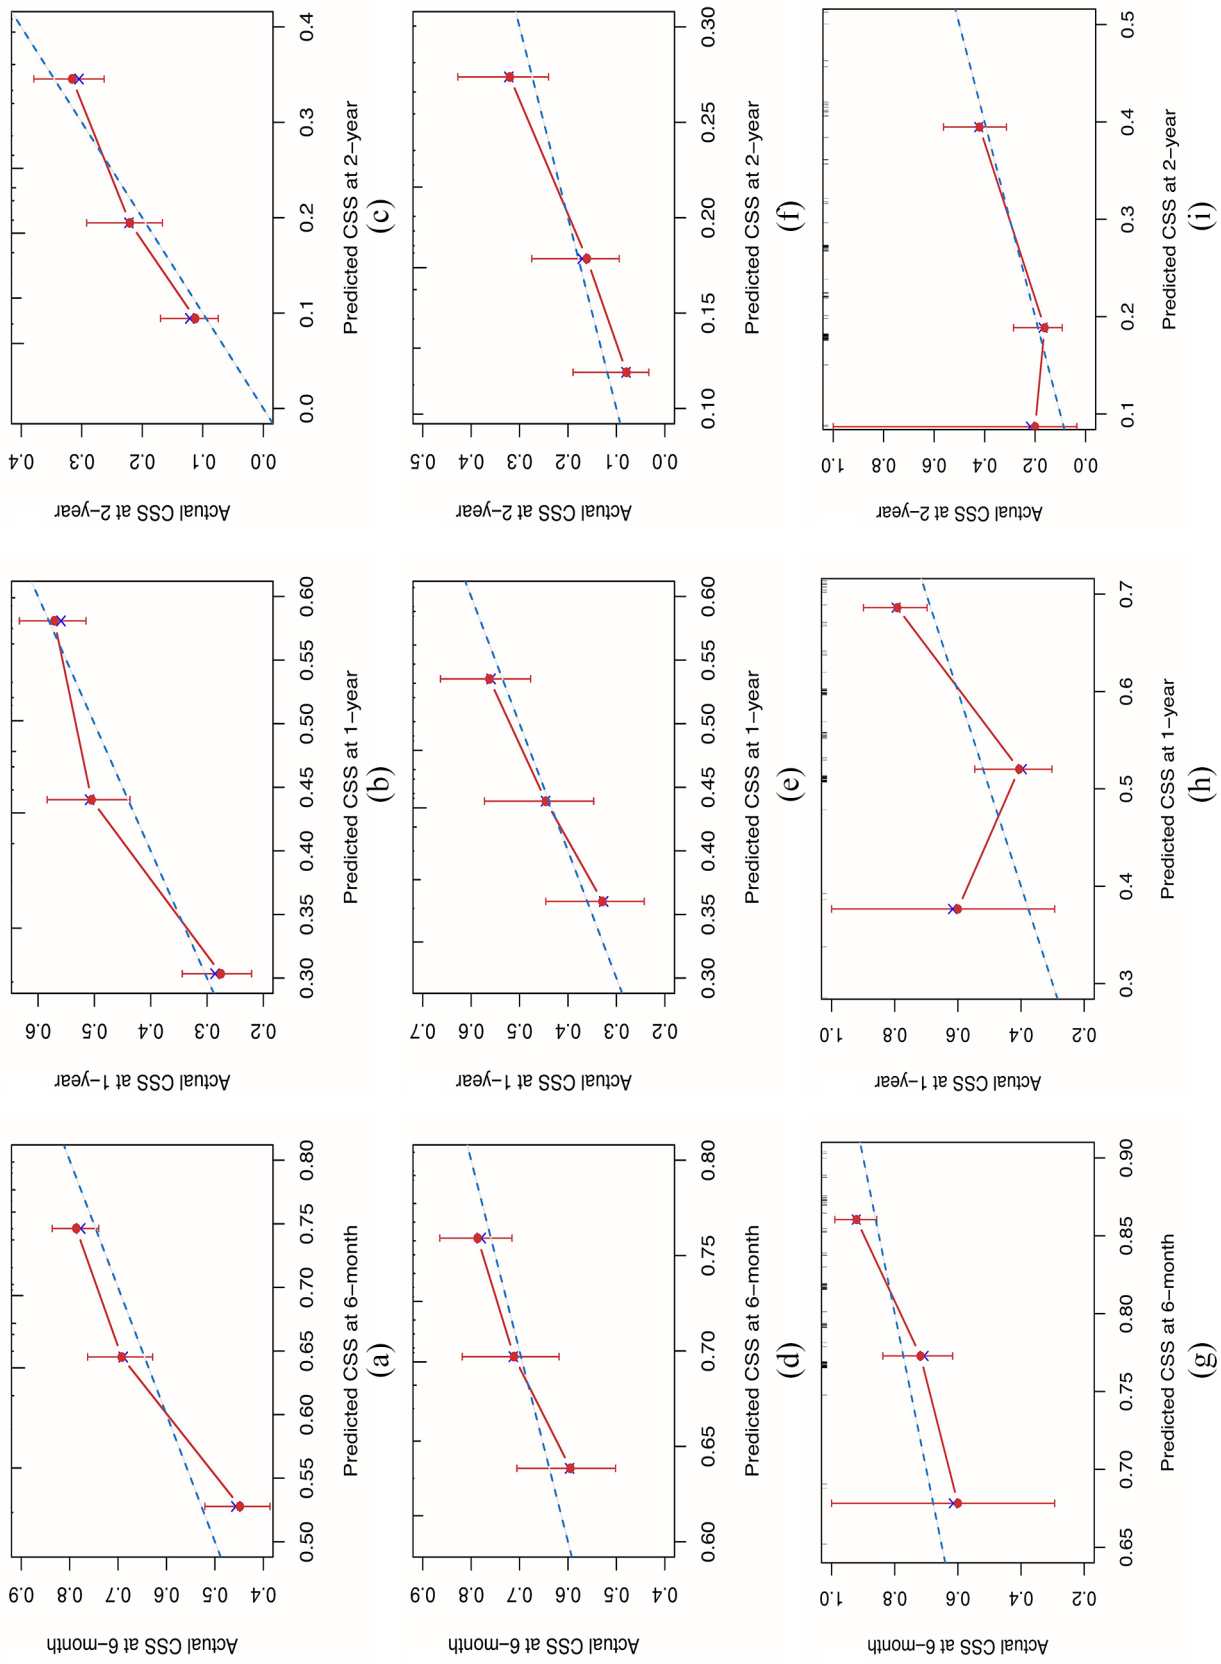 0.9 0.8 0.7 0.6 0.5 0.4
Actual CSS at 6−month
0.50 0.55 0.60 0.65 0.70 0.75 0.80
Predicted CSS at 6−month
(a)
0.6 0.5 0.4 0.3 0.2
Actual CSS at 1−year
0.30 0.35 0.40 0.45 0.50 0.55 0.60
Predicted CSS at 1−year
(b)
0.4 0.3 0.2 0.1 0.0
Actual CSS at 2−year
0.0 0.1 0.2 0.3 0.4
Predicted CSS at 2−year
(c)
0.9 0.8 0.7 0.6 0.5 0.4
Actual CSS at 6−month
0.60 0.65 0.70 0.75 0.80
Predicted CSS at 6−month
(d)
0.7 0.6 0.5 0.4 0.3 0.2
Actual CSS at 1−year
0.30 0.35 0.40 0.45 0.50 0.55 0.60
Predicted CSS at 1−year
(e)
0.5 0.4 0.3 0.2 0.1 0.0
Actual CSS at 2−year
0.10 0.15 0.20 0.25 0.30
Predicted CSS at 2−year
(f)
1.0 0.8 0.6 0.4 0.2
Actual CSS at 6−month
0.65 0.70 0.75 0.80 0.85 0.90
Predicted CSS at 6−month
(g)
1.0 0.8 0.6 0.4 0.2
Actual CSS at 1−year
0.3 0.4 0.5 0.6 0.7
Predicted CSS at 1−year
(h)
1.0 0.8 0.6 0.4 0.2 0.0
Actual CSS at 2−year
0.1 0.2 0.3 0.4 0.5
Predicted CSS at 2−year
(i)